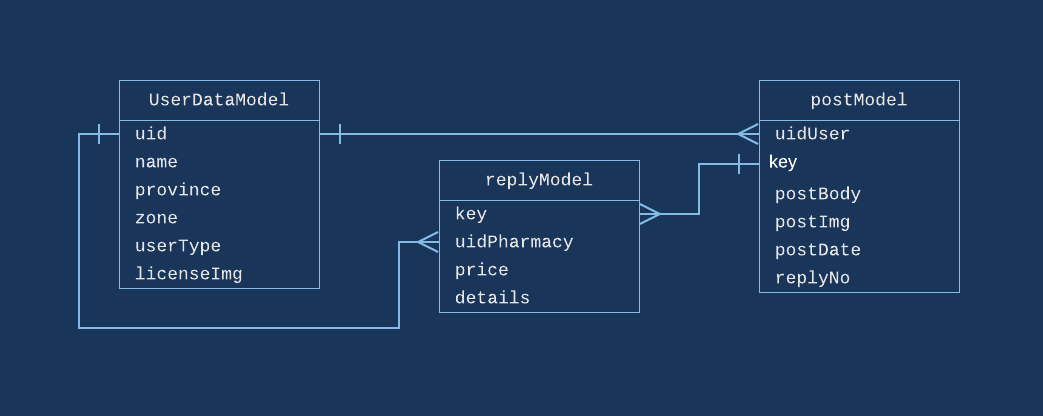 UserDataModel
uid
name
province
zone
userType
licenseImg
replyModel
key
uidPharmacy
price
details
postModel
uidUser
key
postBody
postImg
postDate
replyNo